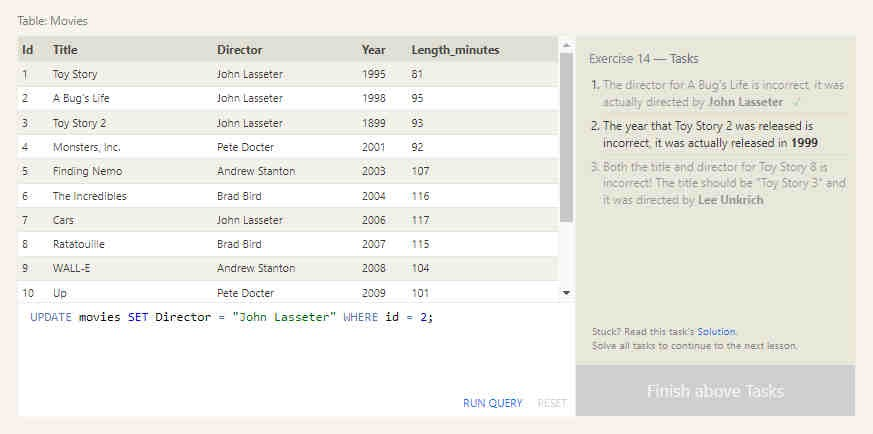 Table: Movies
Id Title Director Year Length_minutes
1 Toy Story John Lasseter 1995 81
2 A Bug's Life John Lasseter 1998 95
3 Toy Story 2 John Lasseter 1899 93
4 Monsters, Inc. Pete Docter 2001 92
5 Finding Nemo Andrew Stanton 2003 107
6 The Incredibles Brad Bird 2004 116
7 Cars John Lasseter 2006 117
8 Ratatouille Brad Bird 2007 115
9 WALL-E Andrew Stanton 2008 104
10 Up Pete Docter 2009 101
UPDATE movies SET Director = "John Lasseter" WHERE id = 2;
RUN QUERY RESET
Exercise 14 — Tasks
1. The director for A Bug's Life is incorrect, it was
actually directed by John Lasseter ✓
2. The year that Toy Story 2 was released is
incorrect, it was actually released in 1999
3. Both the title and director for Toy Story 8 is
incorrect! The title should be "Toy Story 3" and
it was directed by Lee Unkrich
Stuck? Read this task's Solution.
Solve all tasks to continue to the next lesson.
Finish above Tasks